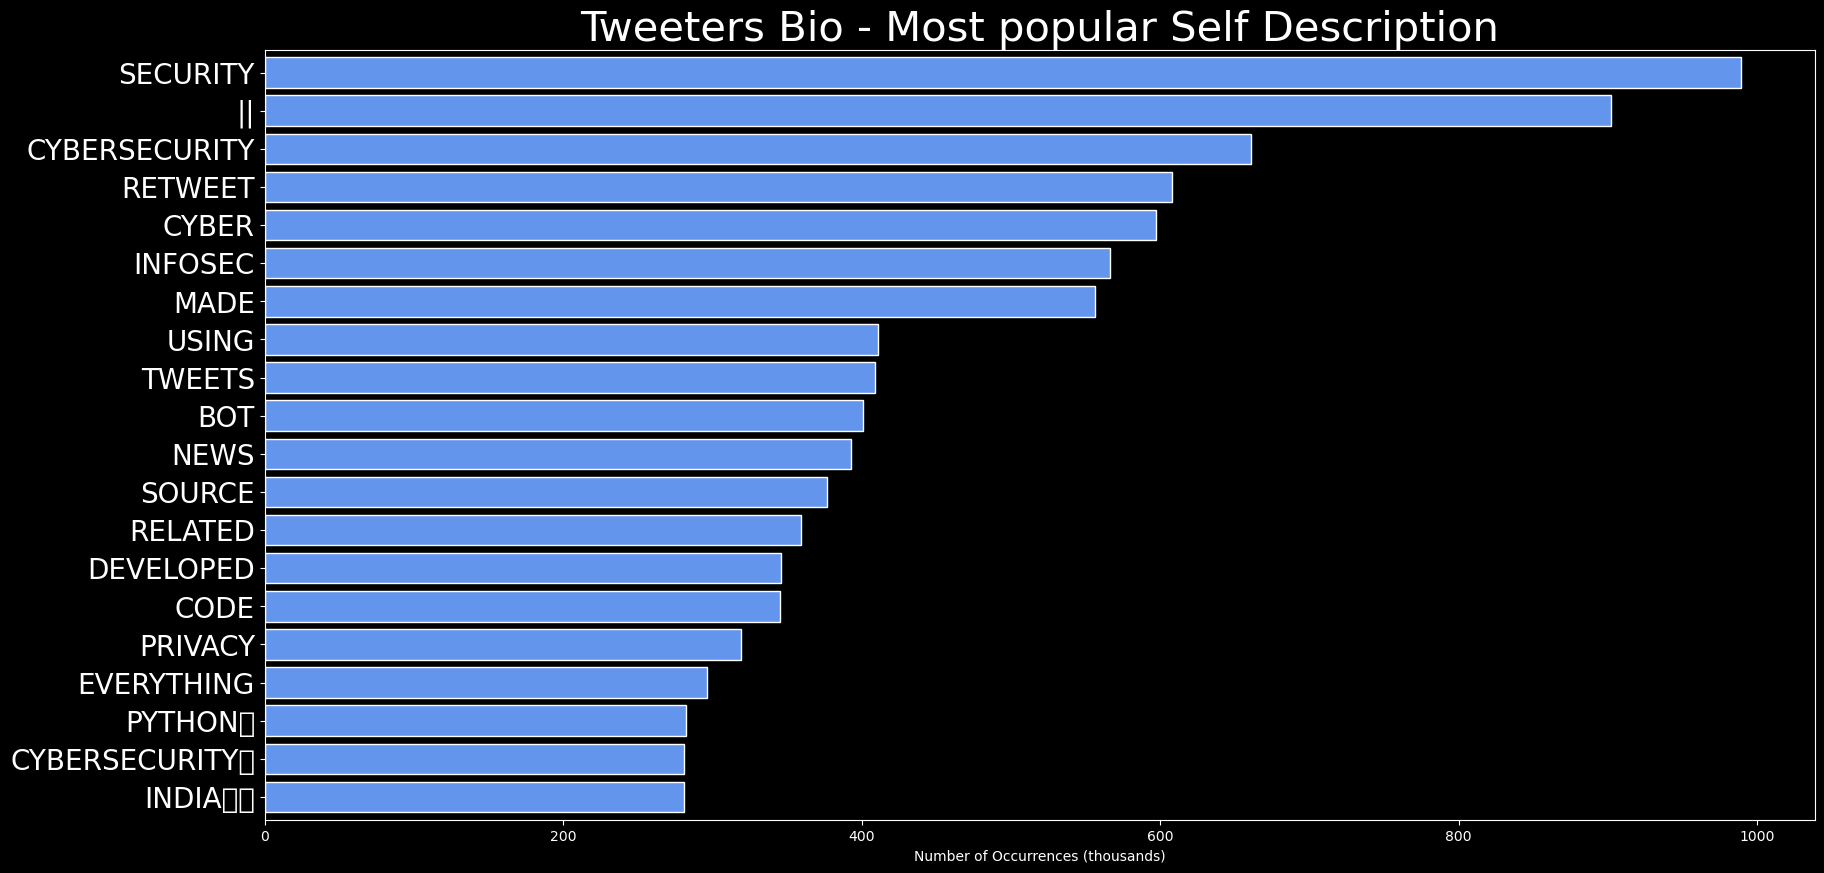 Tweeters Bio - Most popular Self Description
SECURITY
||
CYBERSECURITY
RETWEET
CYBER
INFOSEC
MADE
USING
TWEETS
BOT
NEWS
SOURCE
RELATED
DEVELOPED
CODE
PRIVACY
EVERYTHING
PYTHON▯
CYBERSECURITY▯
INDIA▯▯
0 200 400 600 800 1000
Number of Occurrences (thousands)